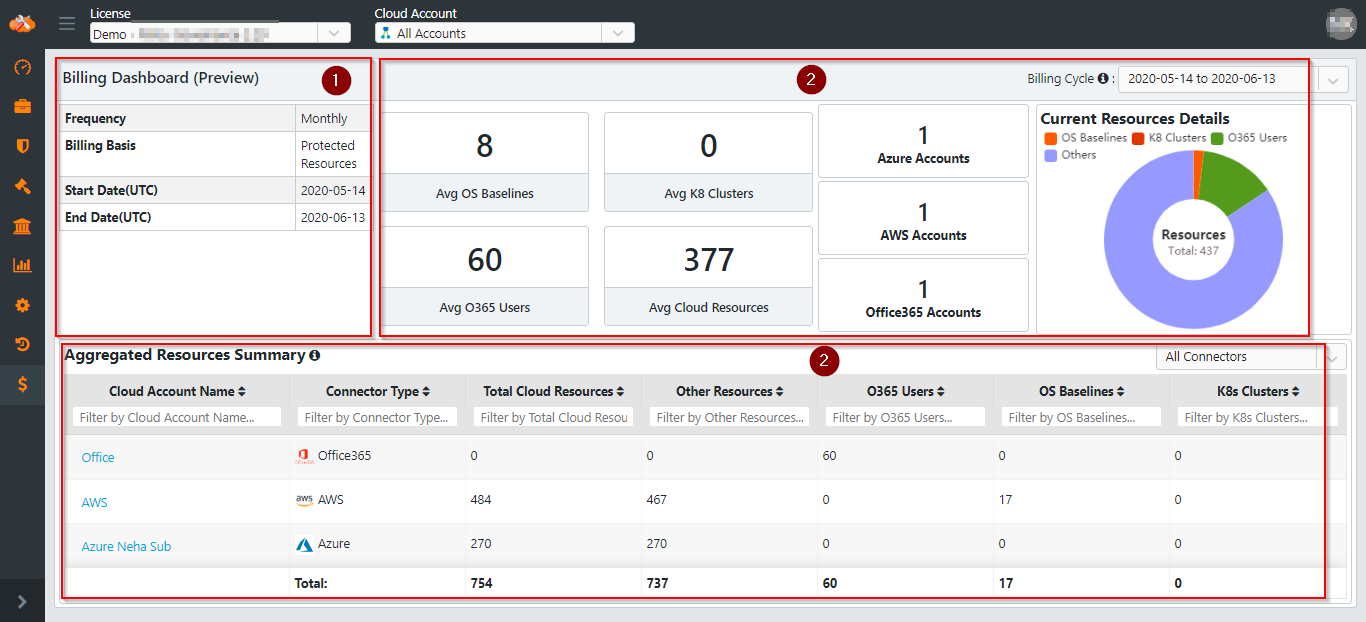 License
Cloud Account
Demo -
All Accounts
Billing Dashboard (Preview)
1
2
Billing Cycle : 2020-05-14 to 2020-06-13
Frequency Monthly
Billing Basis Protected
Resources
Start Date(UTC) 2020-05-14
End Date(UTC) 2020-06-13
8
Avg OS Baselines
0
Avg K8 Clusters
60
Avg O365 Users
377
Avg Cloud Resources
1
Azure Accounts
1
AWS Accounts
1
Office365 Accounts
Current Resources Details
OS Baselines K8 Clusters O365 Users
Others
Resources
Total: 437
Aggregated Resources Summary
2
All Connectors
Cloud Account Name Connector Type Total Cloud Resources Other Resources O365 Users OS Baselines K8s Clusters
Filter by Cloud Account Name... Filter by Connector Type... Filter by Total Cloud Resou Filter by Other Resources... Filter by O365 Users... Filter by OS Baselines... Filter by K8s Clusters...
Office Office365 0 0 60 0 0
AWS aws AWS 484 467 0 17 0
Azure Neha Sub Azure 270 270 0 0 0
Total: 754 737 60 17 0
$